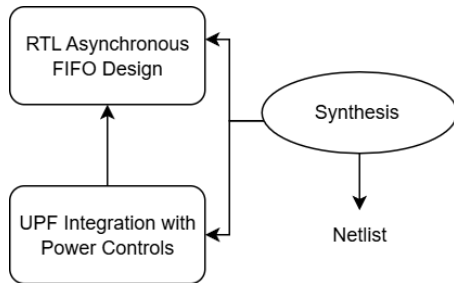 RTL Asynchronous
FIFO Design
Synthesis
UPF Integration with
Power Controls
Netlist